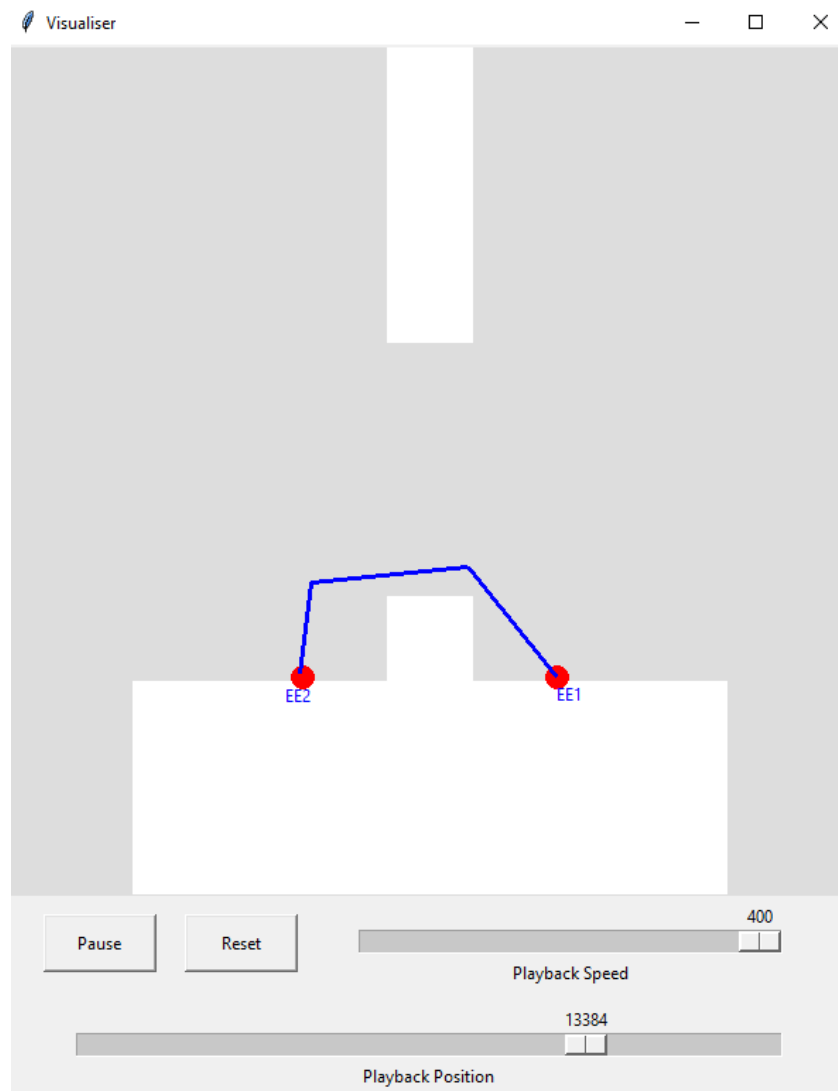 Visualiser
EE2
EE1
400
Pause
Reset
Playback Speed
13384
Playback Position